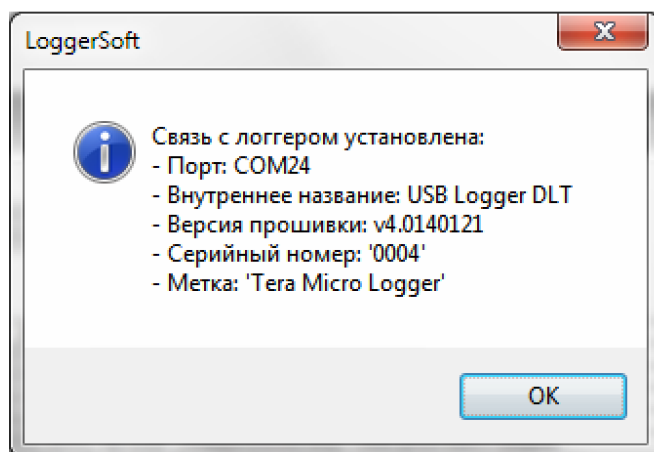 LoggerSoft
Связь с логгером установлена:
- Порт: COM24
- Внутреннее название: USB Logger DLT
- Версия прошивки: v4.0140121
- Серийный номер: '0004'
- Метка: 'Tera Micro Logger'
OK